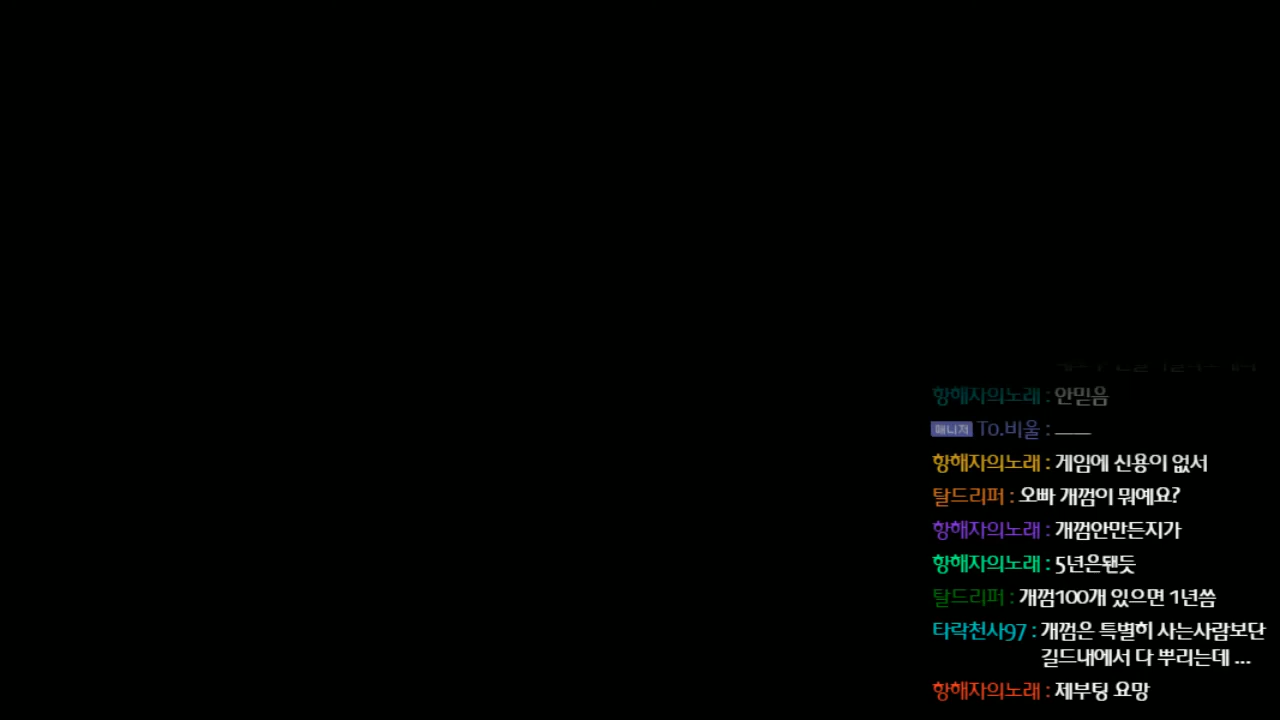 항해자의노래 : 안믿음
매니저 To.비울 : ㅡㅡ
항해자의노래 : 게임에 신용이 없서
탈드리퍼 : 오빠 개껌이 뭐예요?
항해자의노래 : 개껌안만든지가
항해자의노래 : 5년은됀듯
탈드리퍼 : 개껌100개 있으면 1년씀
타락천사97 : 개껌은 특별히 사는사람보단
길드내에서 다 뿌리는데 ...
항해자의노래 : 제부팅 요망